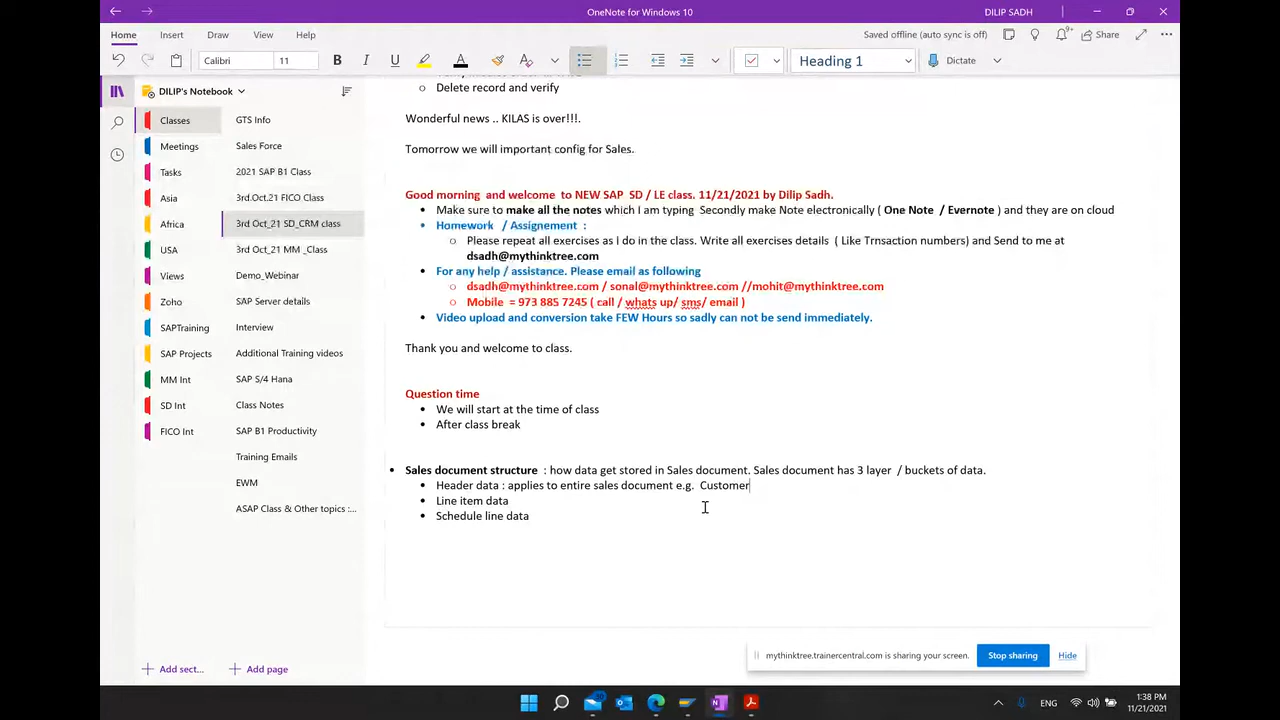 OneNote for Windows 10
DILIP SADH
Home
Insert
Draw
View
Help
Saved offline (auto sync is off)
Share
Calibri
11
B
I
U
A
Heading 1
Dictate
DILIP's Notebook
Classes
Meetings
Tasks
Asia
Africa
USA
Views
Zoho
SAPTraining
SAP Projects
MM Int
SD Int
FICO Int
GTS Info
Sales Force
2021 SAP B1 Class
3rd.Oct.21 FICO Class
3rd Oct_21 SD_CRM class
3rd Oct_21 MM _Class
Demo_Webinar
SAP Server details
Interview
Additional Training videos
SAP S/4 Hana
Class Notes
SAP B1 Productivity
Training Emails
EWM
ASAP Class & Other topics :...
Add sect...
Add page
Delete record and verify
Wonderful news .. KILAS is over!!!.
Tomorrow we will important config for Sales.
Good morning and welcome to NEW SAP SD / LE class. 11/21/2021 by Dilip Sadh.
Make sure to make all the notes which I am typing Secondly make Note electronically ( One Note / Evernote ) and they are on cloud
Homework / Assignement :
Please repeat all exercises as I do in the class. Write all exercises details ( Like Trnsaction numbers) and Send to me at
dsadh@mythinktree.com
For any help / assistance. Please email as following
dsadh@mythinktree.com / sonal@mythinktree.com //mohit@mythinktree.com
Mobile = 973 885 7245 ( call / whats up/ sms/ email )
Video upload and conversion take FEW Hours so sadly can not be send immediately.
Thank you and welcome to class.
Question time
We will start at the time of class
After class break
Sales document structure : how data get stored in Sales document. Sales document has 3 layer / buckets of data.
Header data : applies to entire sales document e.g. Customer
Line item data
Schedule line data
mythinktree.trainercentral.com is sharing your screen.
Stop sharing
Hide
ENG
1:38 PM
11/21/2021